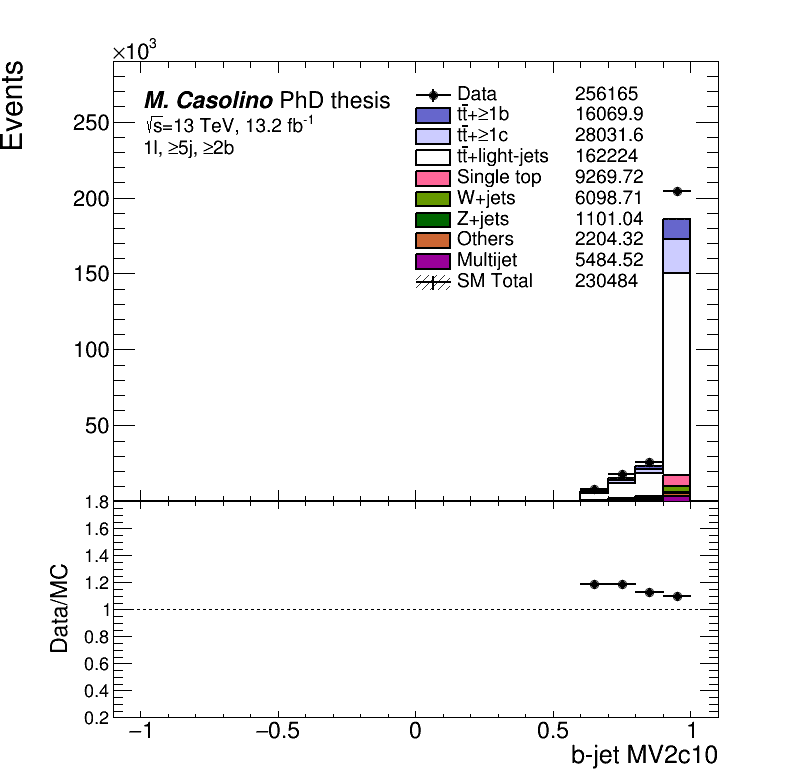 ×10³
Events
M. Casolino PhD thesis
√s=13 TeV, 13.2 fb⁻¹
1l, ≥5j, ≥2b
Data 256165
tt̄+≥1b 16069.9
tt̄+≥1c 28031.6
tt̄+light-jets 162224
Single top 9269.72
W+jets 6098.71
Z+jets 1101.04
Others 2204.32
Multijet 5484.52
SM Total 230484
250
200
150
100
50
Data/MC
1.8
1.6
1.4
1.2
1
0.8
0.6
0.4
0.2
−1 −0.5 0 0.5 1
b-jet MV2c10